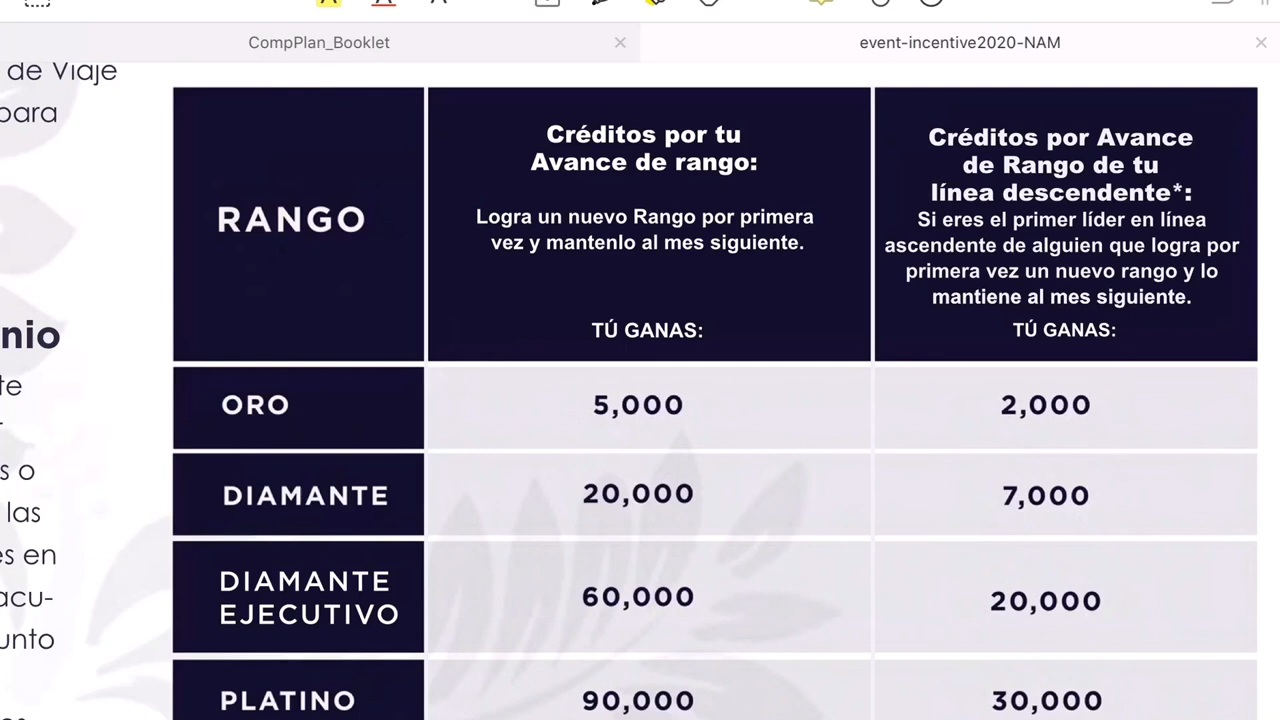 CompPlan_Booklet
event-incentive2020-NAM
de Viaje
para
nio
te
s o
las
es en
acu-
unto
RANGO
Créditos por tu
Avance de rango:
Logra un nuevo Rango por primera
vez y mantenlo al mes siguiente.
TÚ GANAS:
Créditos por Avance
de Rango de tu
línea descendente*:
Si eres el primer líder en línea
ascendente de alguien que logra por
primera vez un nuevo rango y lo
mantiene al mes siguiente.
TÚ GANAS:
ORO 5,000 2,000
DIAMANTE 20,000 7,000
DIAMANTE
EJECUTIVO 60,000 20,000
PLATINO 90,000 30,000